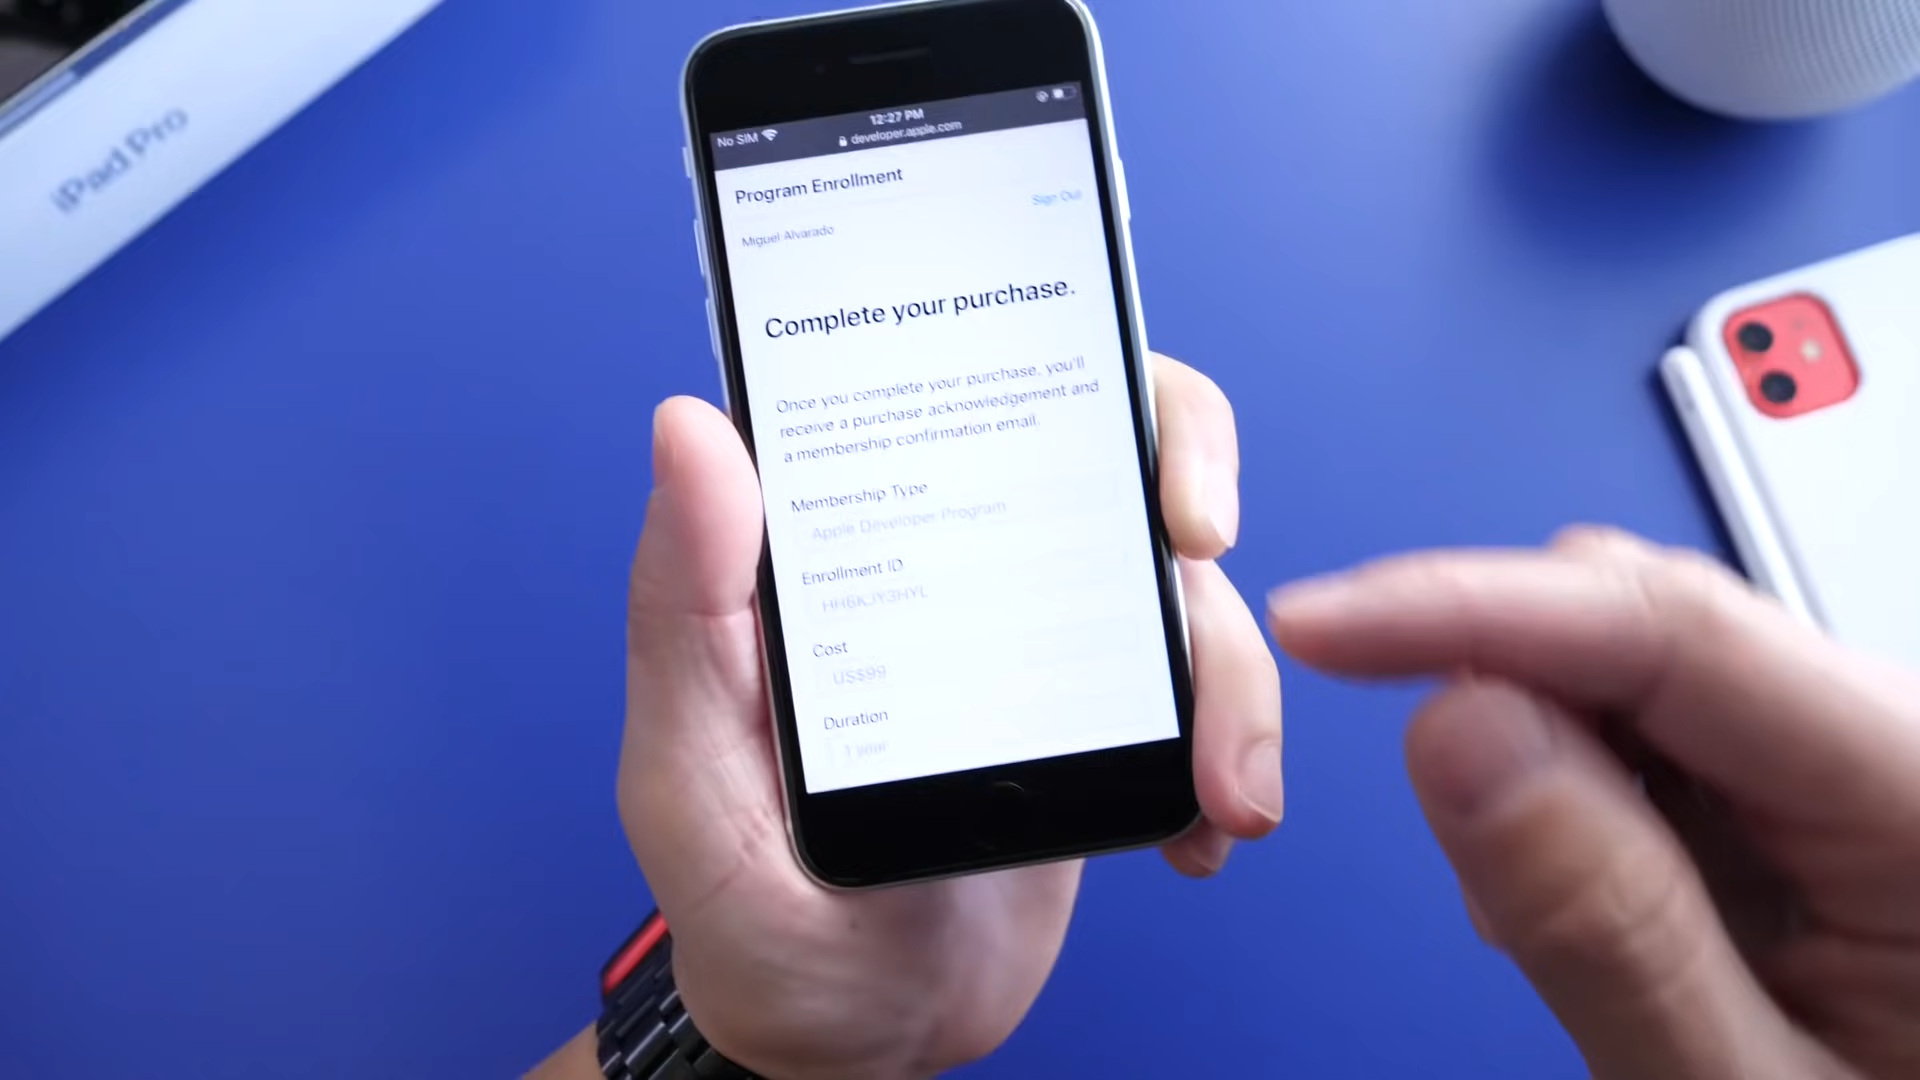 iPad Pro
No SIM
12:27 PM
developer.apple.com
Program Enrollment
Sign Out
Miguel Alvarado
Complete your purchase.
Once you complete your purchase, you'll
receive a purchase acknowledgement and
a membership confirmation email.
Membership Type
Apple Developer Program
Enrollment ID
HH6KJY3HYL
Cost
US$99
Duration
1 year